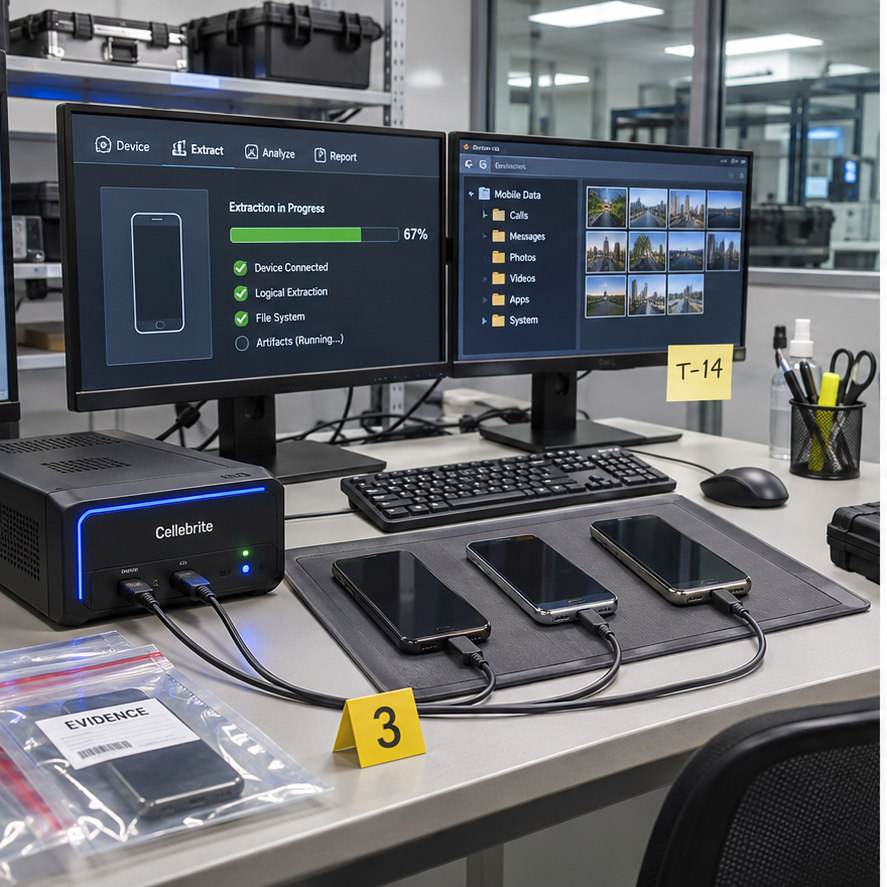 Device
Extract
Analyze
Report
Extraction in Progress
67%
Device Connected
Logical Extraction
File System
Artifacts (Running...)
Mobile Data
Calls
Messages
Photos
Videos
Apps
System
DELL
T-14
Cellebrite
EVIDENCE
3